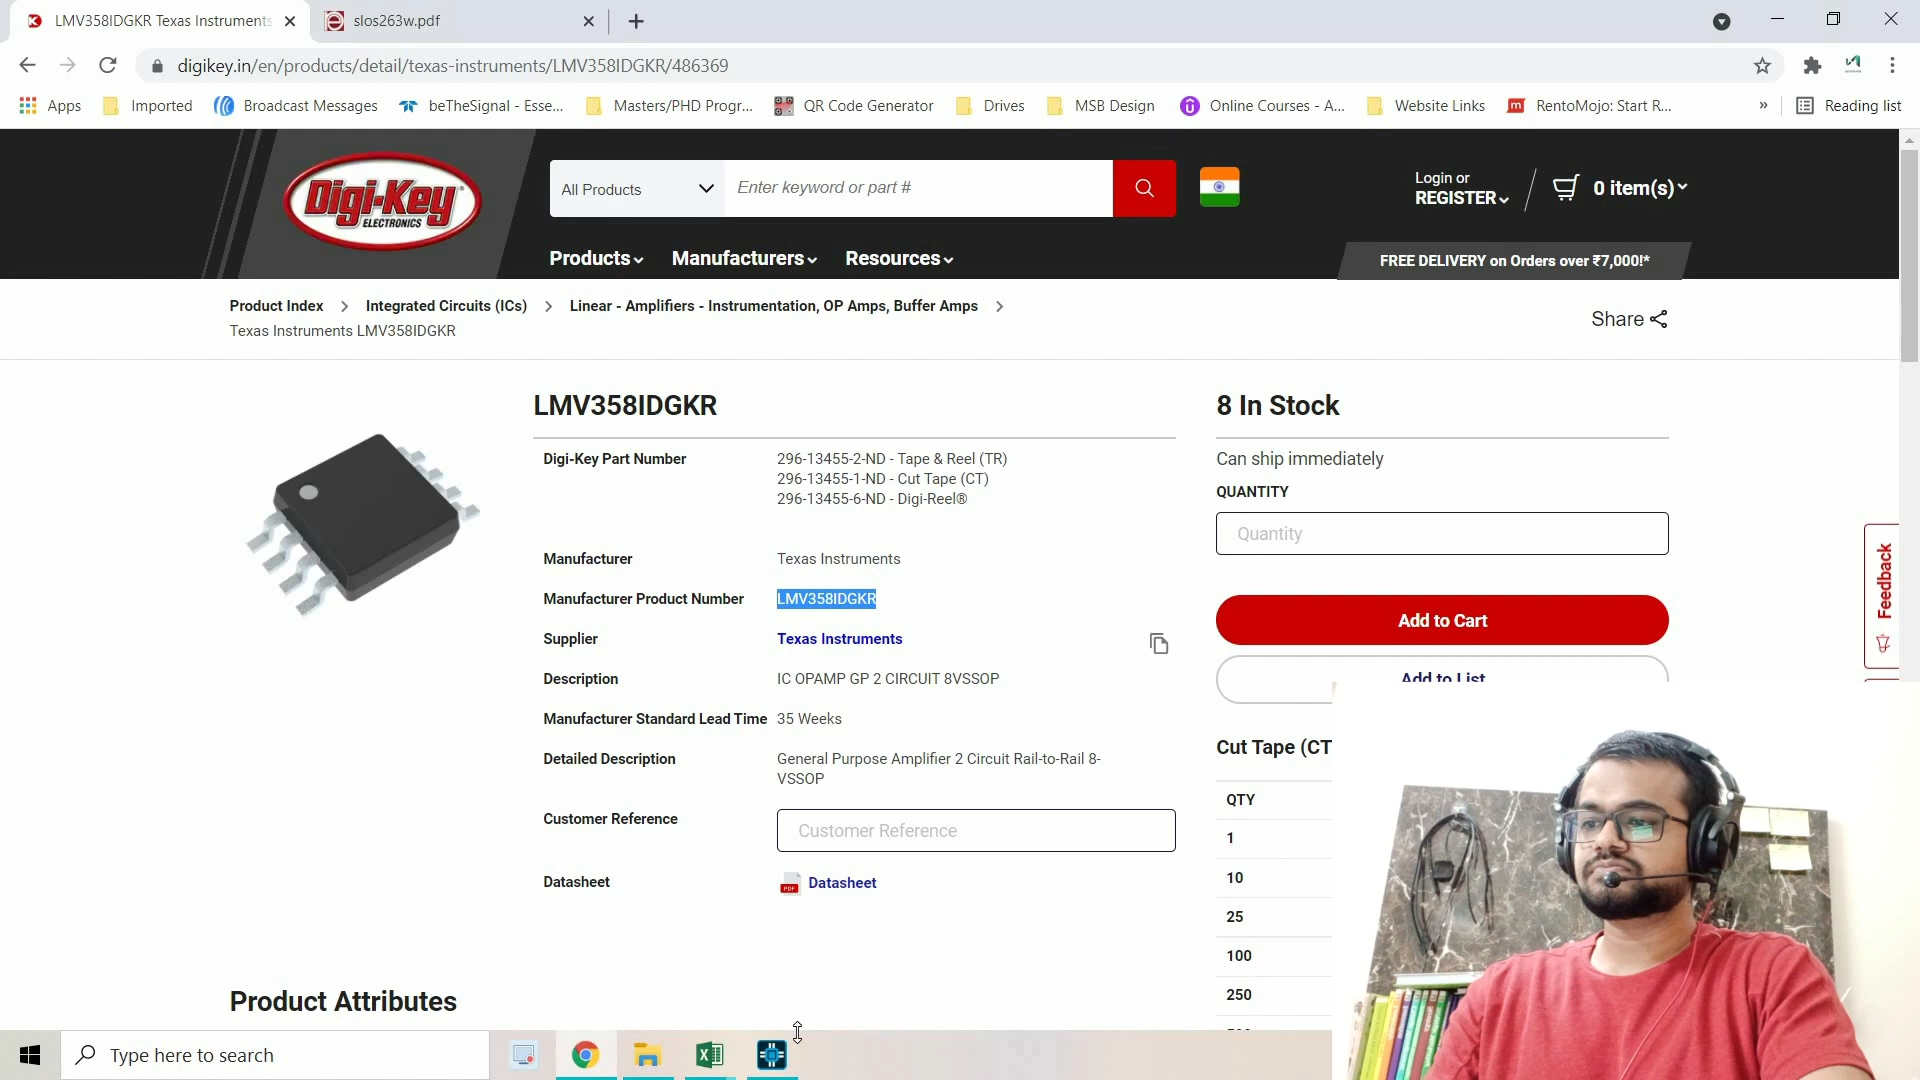 LMV358IDGKR Texas Instruments
slos263w.pdf
digikey.in/en/products/detail/texas-instruments/LMV358IDGKR/486369
Apps
Imported
Broadcast Messages
beTheSignal - Esse...
Masters/PHD Progr...
QR Code Generator
Drives
MSB Design
Online Courses - A...
Website Links
RentoMojo: Start R...
»
Reading list
Digi-Key
ELECTRONICS
All Products
Enter keyword or part #
Login or
REGISTER
0 item(s)
Products
Manufacturers
Resources
FREE DELIVERY on Orders over ₹7,000!*
Product Index > Integrated Circuits (ICs) > Linear - Amplifiers - Instrumentation, OP Amps, Buffer Amps >
Texas Instruments LMV358IDGKR
Share
LMV358IDGKR
8 In Stock
Digi-Key Part Number
296-13455-2-ND - Tape & Reel (TR)
296-13455-1-ND - Cut Tape (CT)
296-13455-6-ND - Digi-Reel®
Can ship immediately
QUANTITY
Quantity
Manufacturer
Texas Instruments
Manufacturer Product Number
LMV358IDGKR
Supplier
Texas Instruments
Description
IC OPAMP GP 2 CIRCUIT 8VSSOP
Manufacturer Standard Lead Time
35 Weeks
Detailed Description
General Purpose Amplifier 2 Circuit Rail-to-Rail 8-
VSSOP
Customer Reference
Customer Reference
Datasheet
PDF
Datasheet
Feedback
Add to Cart
Add to List
Cut Tape (CT
QTY
1
10
25
100
250
Product Attributes
Type here to search